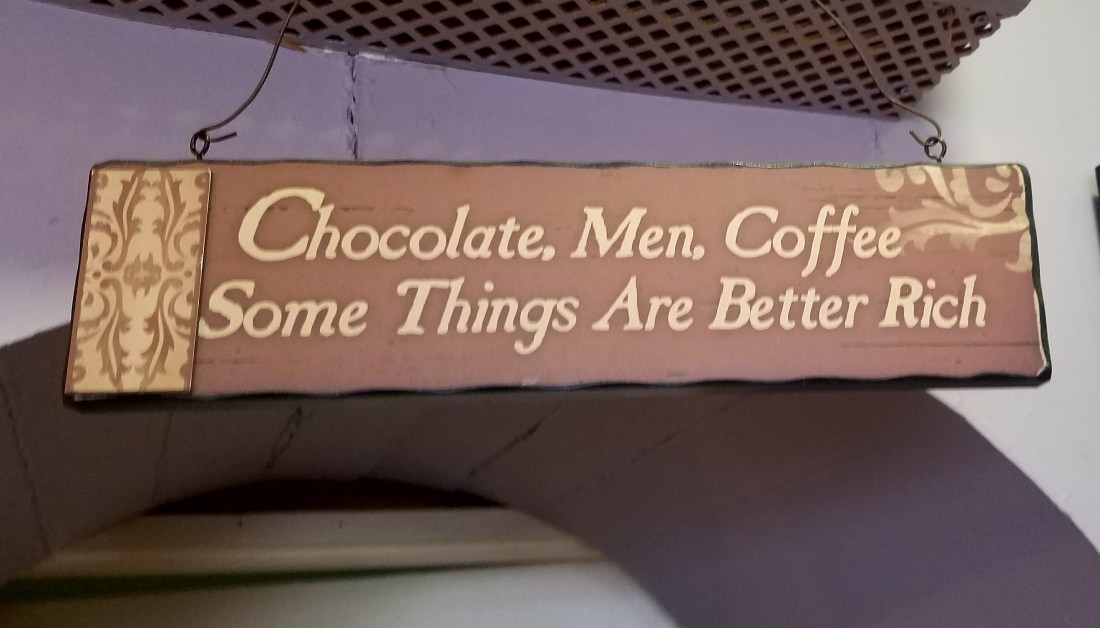 Chocolate, Men, Coffee
Some Things Are Better Rich